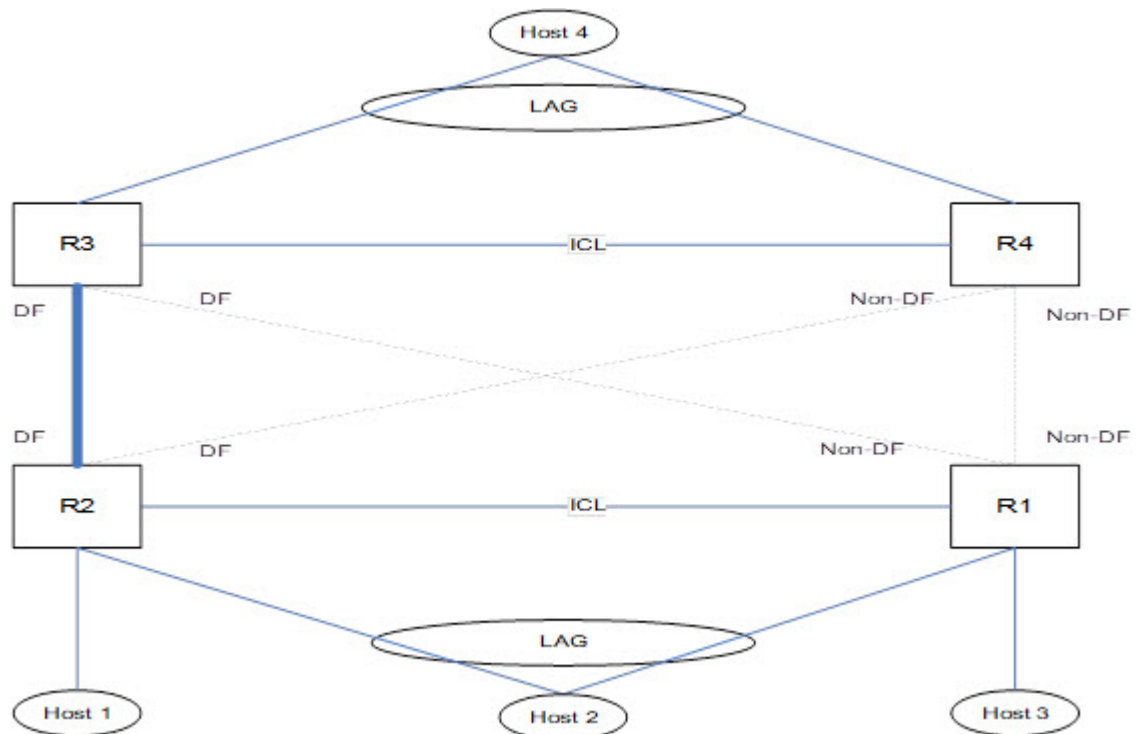 Host 4
LAG
R3
ICL
R4
DF
DF
Non-DF
Non-DF
DF
DF
Non-DF
Non-DF
R2
ICL
R1
LAG
Host 1
Host 2
Host 3